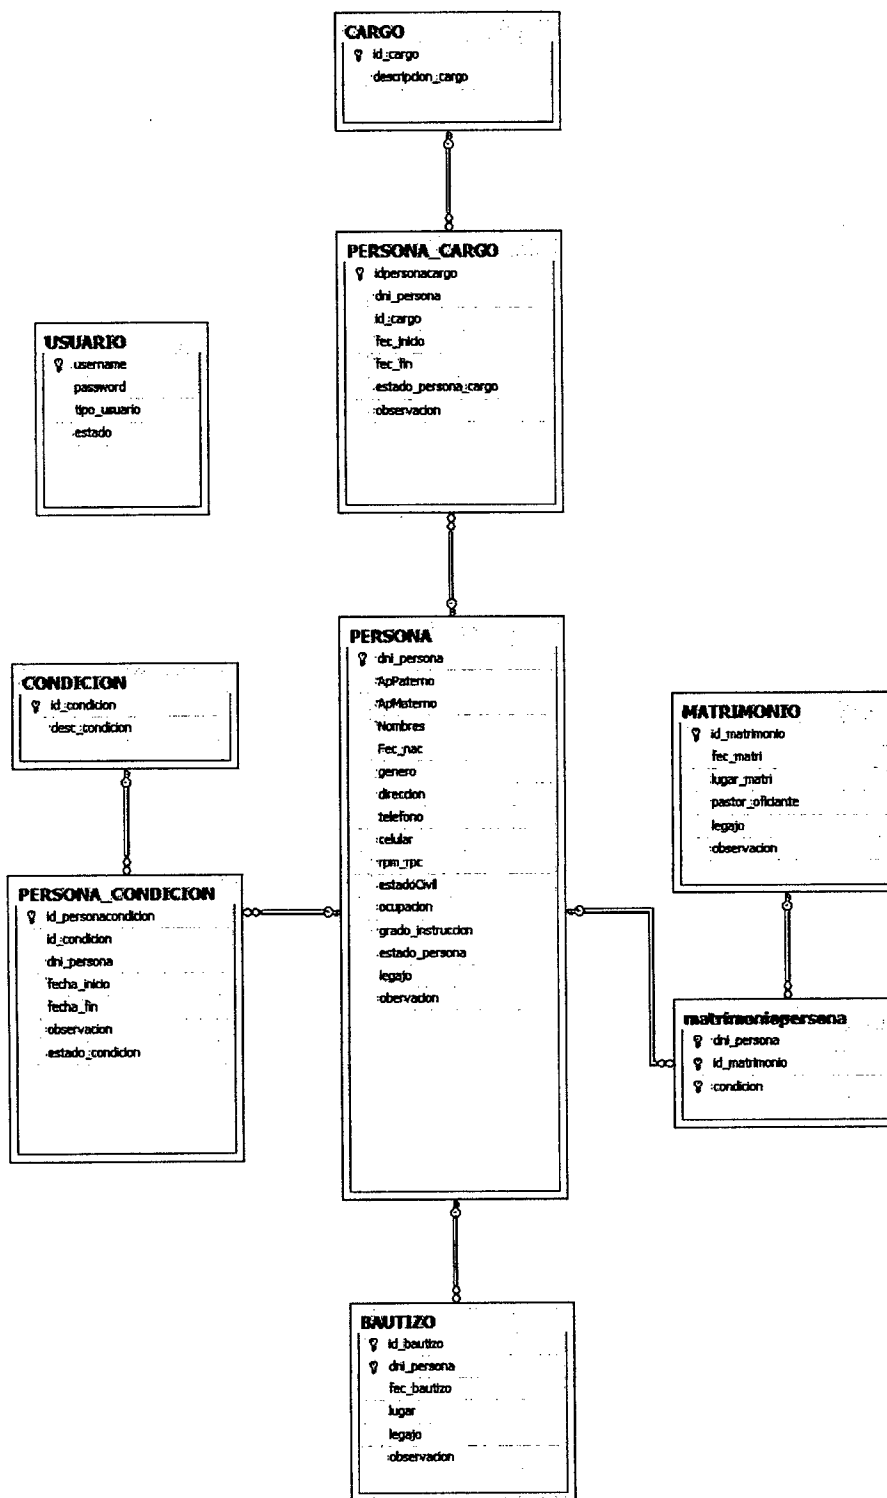 CARGO
id_cargo
descripcion_cargo
PERSONA_CARGO
idpersonacargo
dni_persona
id_cargo
fec_inicio
fec_fin
estado_persona_cargo
observacion
USUARIO
username
password
tipo_usuario
estado
PERSONA
dni_persona
ApPaterno
ApMaterno
Nombres
Fec_nac
genero
direccion
telefono
celular
rpm_rpc
estadoCivil
ocupacion
grado_instruccion
estado_persona
legajo
obervacion
CONDICION
id_condicion
desc_condicion
PERSONA_CONDICION
id_personacondicion
id_condicion
dni_persona
fecha_inicio
fecha_fin
observacion
estado_condicion
MATRIMONIO
id_matrimonio
fec_matri
lugar_matri
pastor_oficiante
legajo
observacion
matrimoniopersona
dni_persona
id_matrimonio
condicion
BAUTIZO
id_bautizo
dni_persona
fec_bautizo
lugar
legajo
observacion